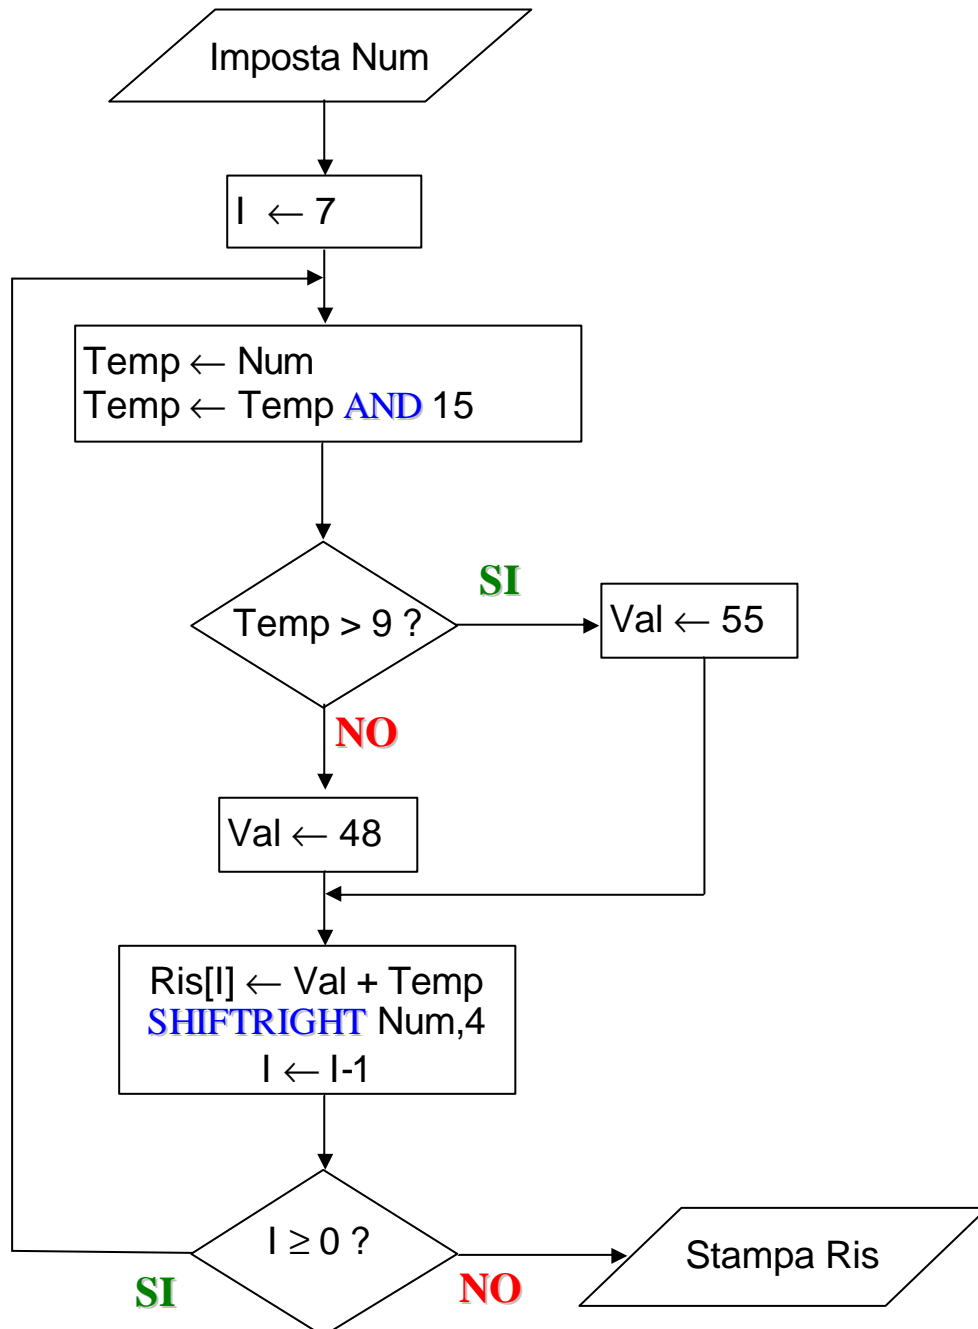 Imposta Num
I ← 7
Temp ← Num
Temp ← Temp AND 15
Temp > 9 ?
SI
Val ← 55
NO
Val ← 48
Ris[I] ← Val + Temp
SHIFTRIGHT Num,4
I ← I-1
I ≥ 0 ?
SI
NO
Stampa Ris